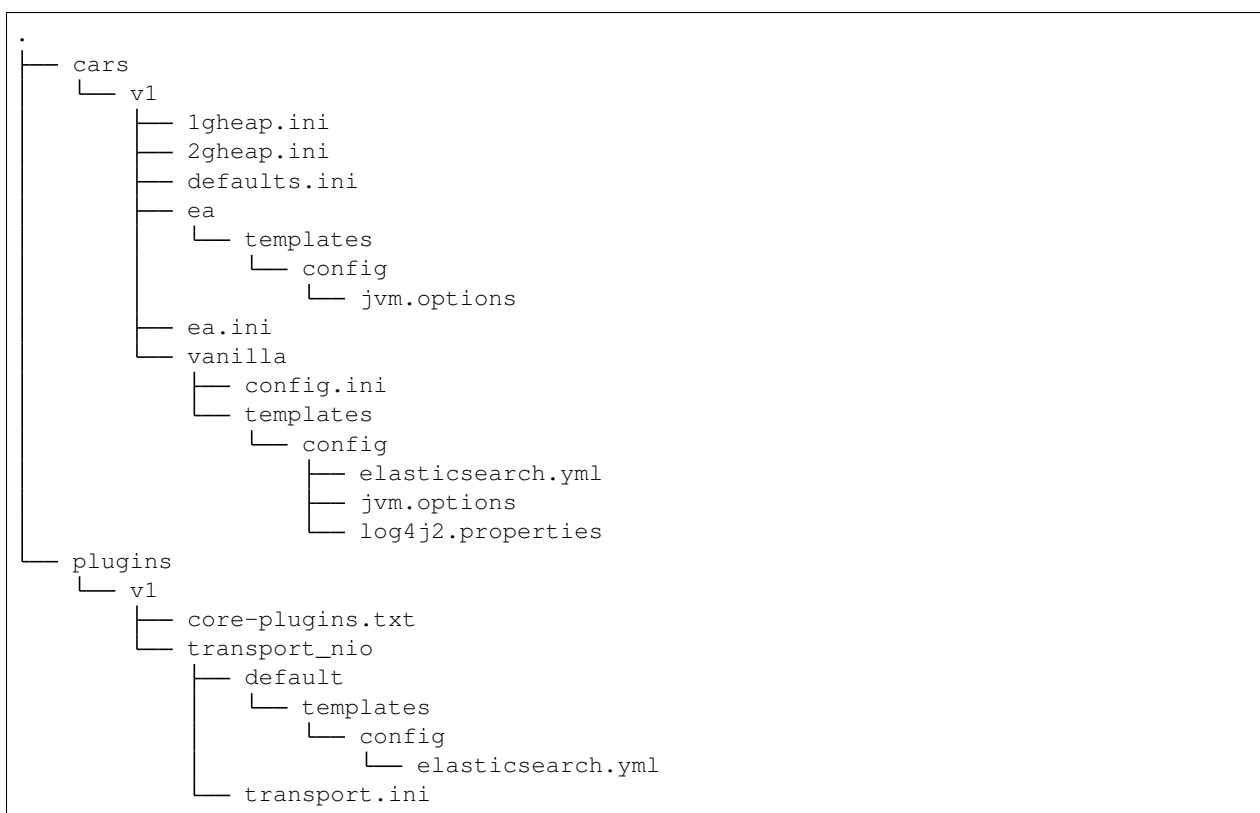 .
├── cars
│   └── v1
│       ├── 1gheap.ini
│       ├── 2gheap.ini
│       ├── defaults.ini
│       ├── ea
│       │   └── templates
│       │       └── config
│       │           └── jvm.options
│       ├── ea.ini
│       └── vanilla
│           ├── config.ini
│           └── templates
│               └── config
│                   ├── elasticsearch.yml
│                   ├── jvm.options
│                   └── log4j2.properties
└── plugins
    └── v1
        ├── core-plugins.txt
        └── transport_nio
            ├── default
            │   └── templates
            │       └── config
            │           └── elasticsearch.yml
            └── transport.ini